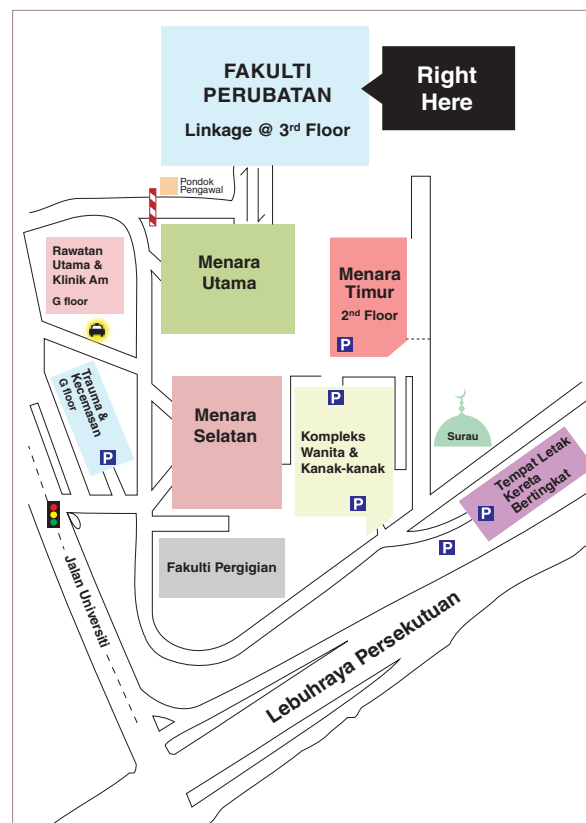 FAKULTI
PERUBATAN
Linkage @ 3rd Floor
Right
Here
Pondok
Pengawal
Rawatan
Utama &
Klinik Am
G floor
Menara
Utama
Menara
Timur
2nd Floor
P
Trauma &
Kecemasan
G floor
P
Menara
Selatan
P
Kompleks
Wanita &
Kanak-kanak
P
Surau
Tempat Letak
Kereta
Bertingkat
P
P
Fakulti Pergigian
Jalan Universiti
Lebuhraya Persekutuan